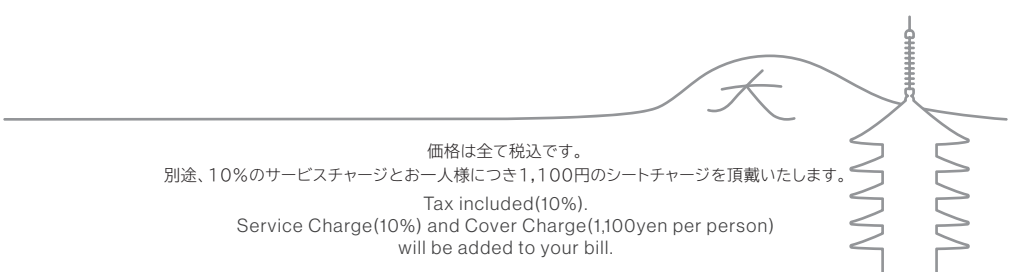 大
価格は全て税込です。
別途、10%のサービスチャージとお一人様につき1,100円のシートチャージを頂戴いたします。
Tax included(10%).
Service Charge(10%) and Cover Charge(1,100yen per person)
will be added to your bill.